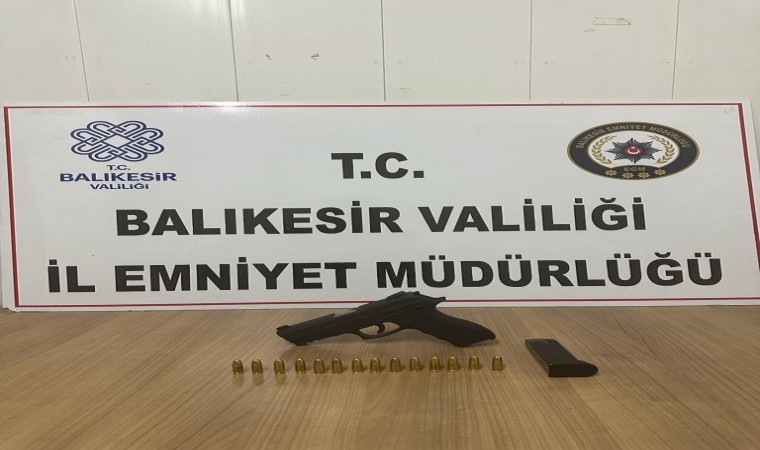 T.C.
BALIKESİR
VALİLİĞİ
BALIKESİR EMNİYET MÜDÜRLÜĞÜ
EGM
T.C.
BALIKESİR VALİLİĞİ
İL EMNİYET MÜDÜRLÜĞÜ